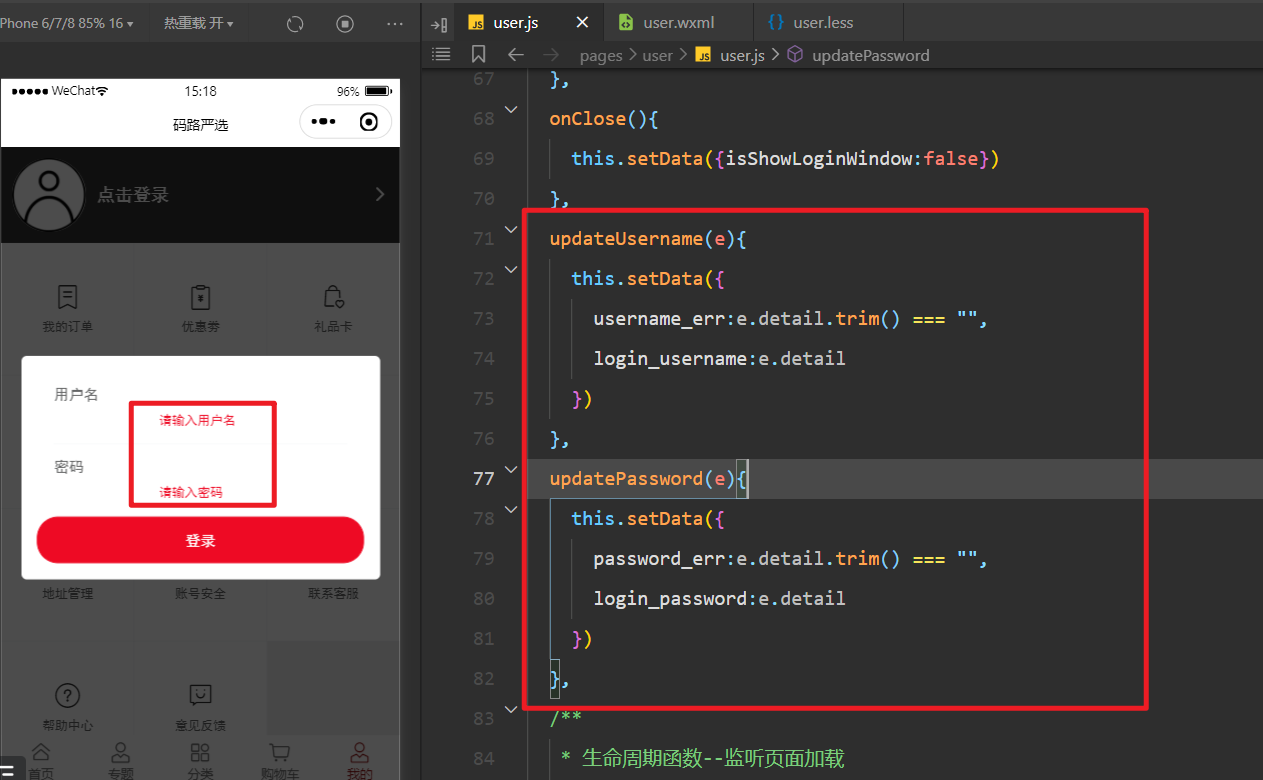 Phone 6/7/8 85% 16
热重载 开
user.js
user.wxml
user.less
pages > user > user.js > updatePassword
WeChat
15:18
96%
码路严选
点击登录
我的订单
优惠券
礼品卡
用户名
请输入用户名
密码
请输入密码
登录
地址管理
账号安全
联系客服
帮助中心
意见反馈
首页
专题
分类
购物车
我的
67 },
68 onClose(){
69 this.setData({isShowLoginWindow:false})
70 },
71 updateUsername(e){
72 this.setData({
73 username_err:e.detail.trim() === "",
74 login_username:e.detail
75 })
76 },
77 updatePassword(e){
78 this.setData({
79 password_err:e.detail.trim() === "",
80 login_password:e.detail
81 })
82 },
83 /**
84 * 生命周期函数--监听页面加载